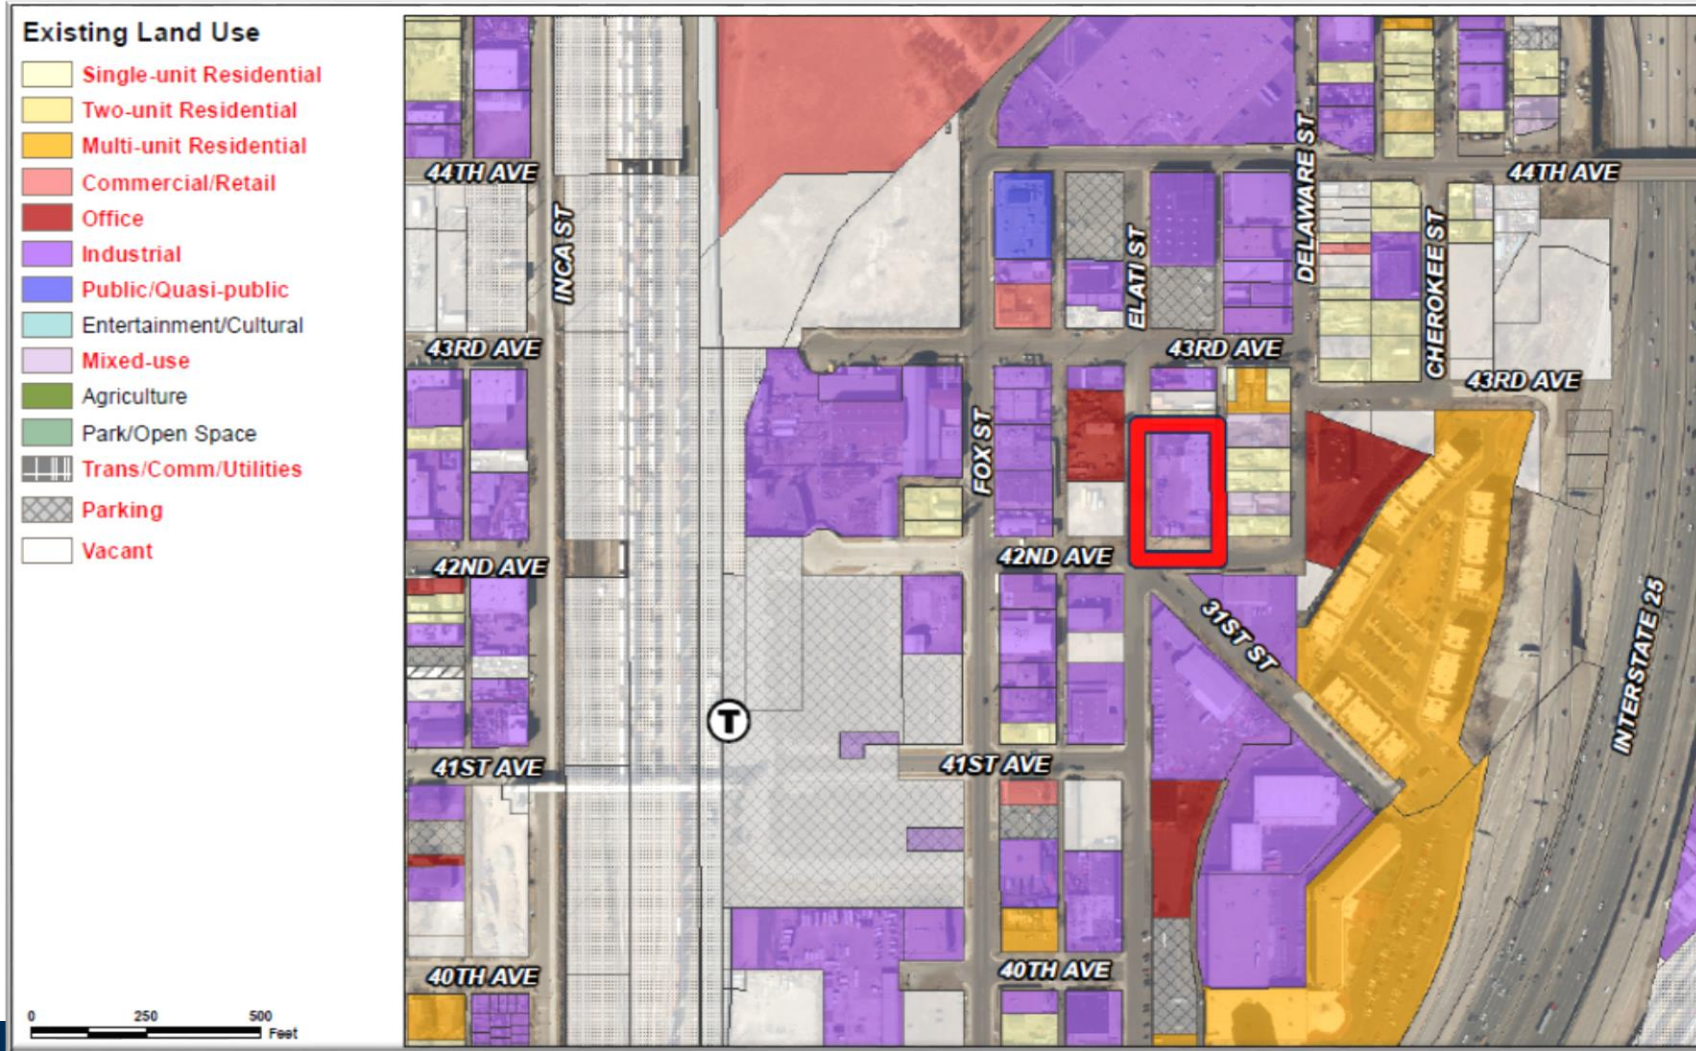 Existing Land Use
Single-unit Residential
Two-unit Residential
Multi-unit Residential
Commercial/Retail
Office
Industrial
Public/Quasi-public
Entertainment/Cultural
Mixed-use
Agriculture
Park/Open Space
Trans/Comm/Utilities
Parking
Vacant
0 250 500
Feet
44TH AVE
44TH AVE
INCA ST
DELAWARE ST
CHEROKEE ST
ELATI ST
43RD AVE
43RD AVE
43RD AVE
FOX ST
42ND AVE
42ND AVE
31ST ST
INTERSTATE 25
T
41ST AVE
41ST AVE
40TH AVE
40TH AVE